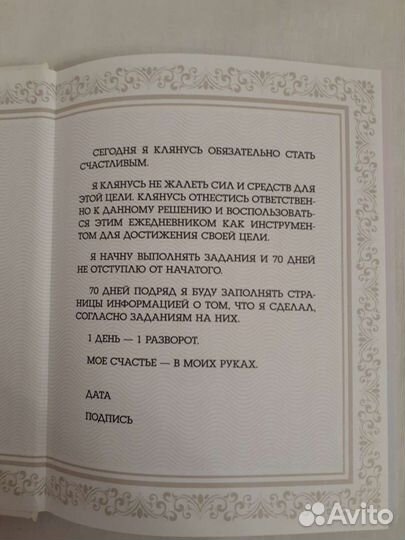 СЕГОДНЯ Я КЛЯНУСЬ ОБЯЗАТЕЛЬНО СТАТЬ
СЧАСТЛИВЫМ.
Я КЛЯНУСЬ НЕ ЖАЛЕТЬ СИЛ И СРЕДСТВ ДЛЯ
ЭТОЙ ЦЕЛИ. КЛЯНУСЬ ОТНЕСТИСЬ ОТВЕТСТВЕН-
НО К ДАННОМУ РЕШЕНИЮ И ВОСПОЛЬЗОВАТЬ-
СЯ ЭТИМ ЕЖЕДНЕВНИКОМ КАК ИНСТРУМЕН-
ТОМ ДЛЯ ДОСТИЖЕНИЯ СВОЕЙ ЦЕЛИ.
Я НАЧНУ ВЫПОЛНЯТЬ ЗАДАНИЯ И 70 ДНЕЙ
НЕ ОТСТУПЛЮ ОТ НАЧАТОГО.
70 ДНЕЙ ПОДРЯД Я БУДУ ЗАПОЛНЯТЬ СТРА-
НИЦЫ ИНФОРМАЦИЕЙ О ТОМ, ЧТО Я СДЕЛАЛ,
СОГЛАСНО ЗАДАНИЯМ НА НИХ.
1 ДЕНЬ — 1 РАЗВОРОТ.
МОЕ СЧАСТЬЕ — В МОИХ РУКАХ.
ДАТА
ПОДПИСЬ
Avito